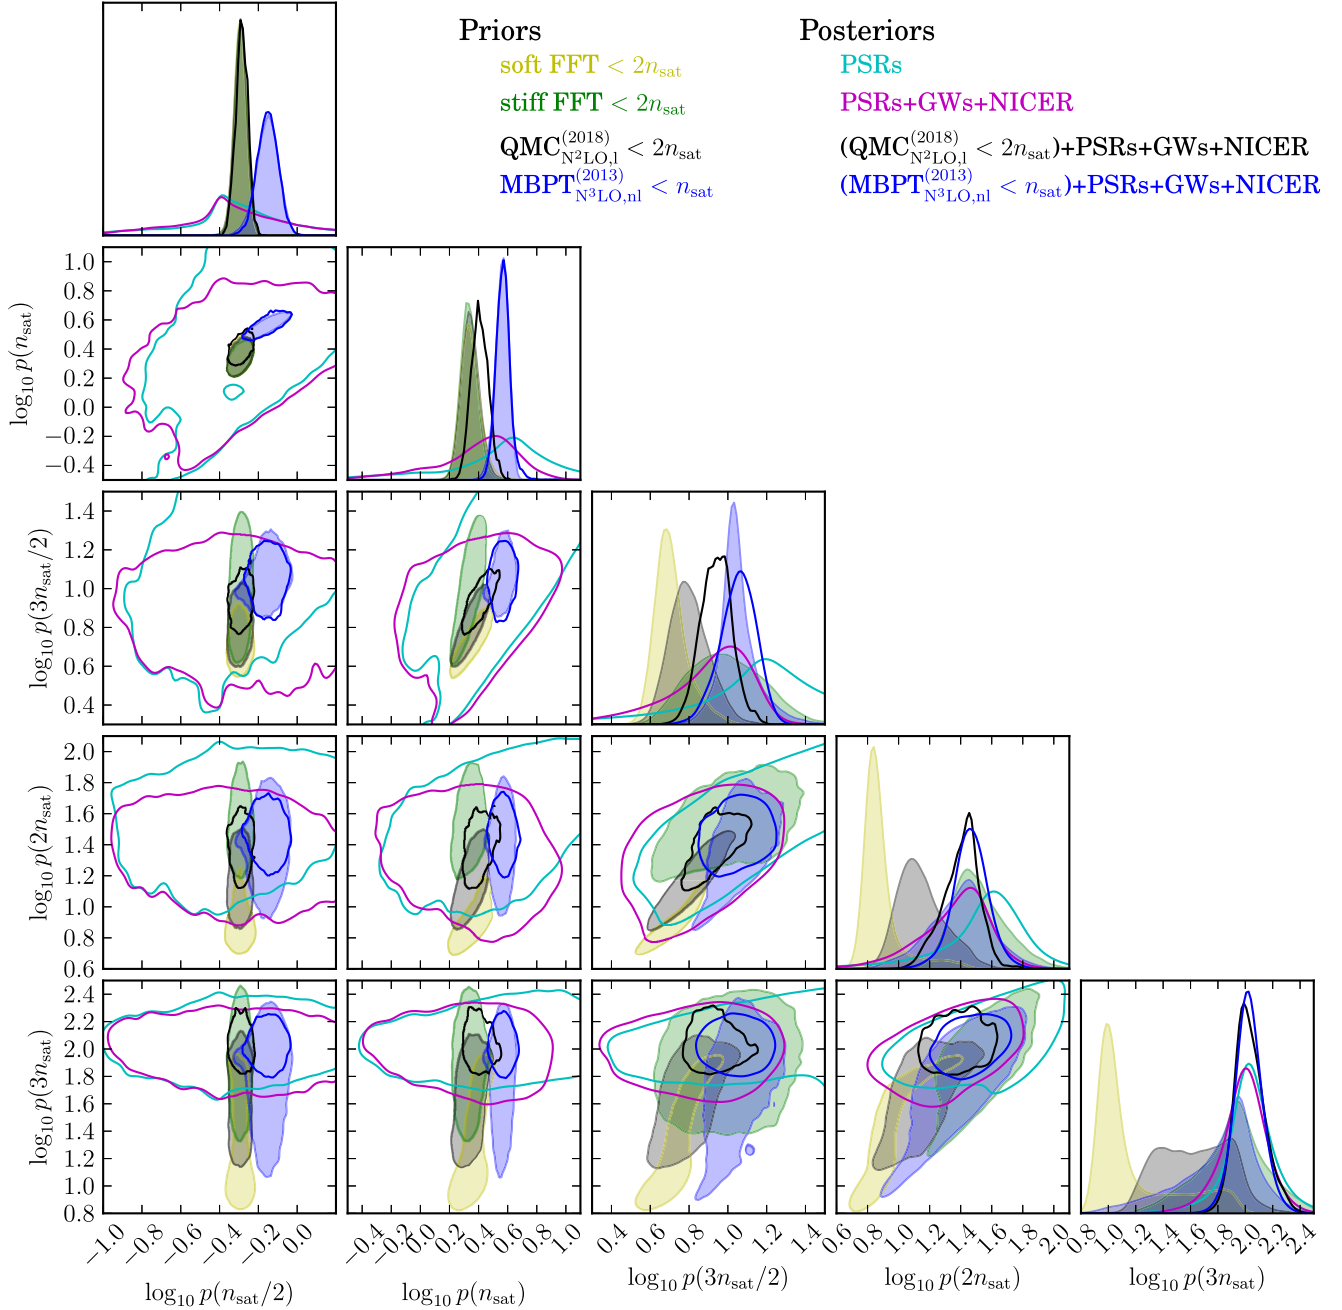 Priors
Posteriors
soft FFT < 2n_sat
PSRs
stiff FFT < 2n_sat
PSRs+GWs+NICER
QMC^(2018)_N²LO,l < 2n_sat
(QMC^(2018)_N²LO,l < 2n_sat)+PSRs+GWs+NICER
MBPT^(2013)_N³LO,nl < n_sat
(MBPT^(2013)_N³LO,nl < n_sat)+PSRs+GWs+NICER
log₁₀ p(n_sat)
1.0
0.8
0.6
0.4
0.2
0.0
−0.2
−0.4
log₁₀ p(3n_sat/2)
1.4
1.2
1.0
0.8
0.6
0.4
log₁₀ p(2n_sat)
2.0
1.8
1.6
1.4
1.2
1.0
0.8
0.6
log₁₀ p(3n_sat)
2.4
2.2
2.0
1.8
1.6
1.4
1.2
1.0
0.8
−1.0 −0.8 −0.6 −0.4 −0.2 0.0
−0.4 −0.2 0.0 0.2 0.4 0.6 0.8 1.0
0.4 0.6 0.8 1.0 1.2 1.4
0.6 0.8 1.0 1.2 1.4 1.6 1.8 2.0
0.8 1.0 1.2 1.4 1.6 1.8 2.0 2.2 2.4
log₁₀ p(n_sat/2)
log₁₀ p(n_sat)
log₁₀ p(3n_sat/2)
log₁₀ p(2n_sat)
log₁₀ p(3n_sat)